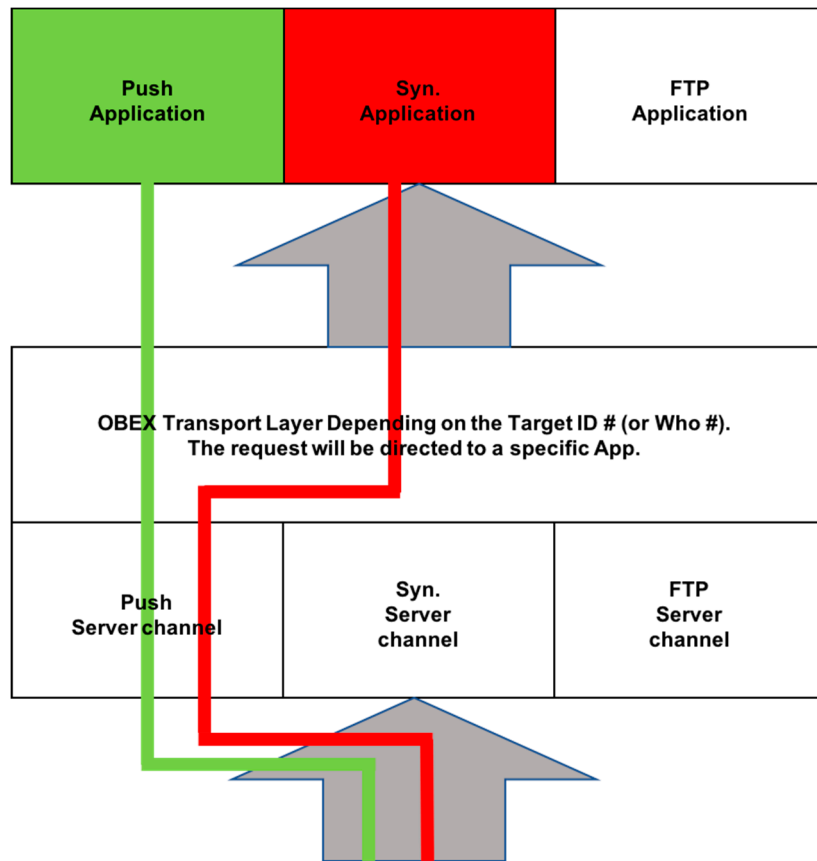 Push
Application
Syn.
Application
FTP
Application
OBEX Transport Layer Depending on the Target ID # (or Who #).
The request will be directed to a specific App.
Push
Server channel
Syn.
Server
channel
FTP
Server
channel